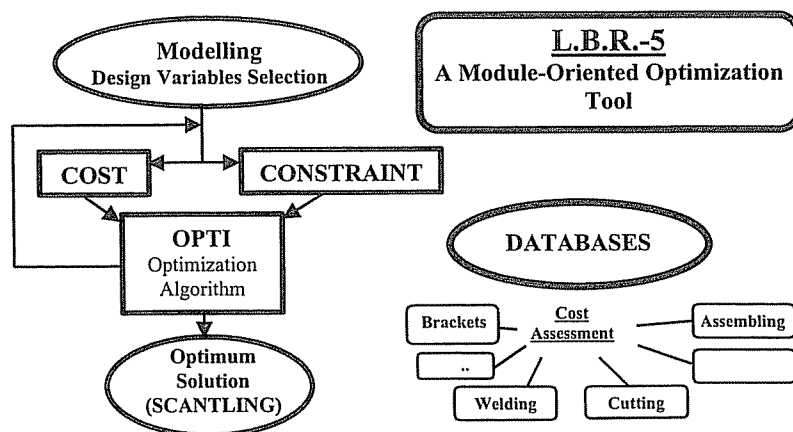 Modelling
Design Variables Selection
COST
CONSTRAINT
OPTI
Optimization
Algorithm
Optimum
Solution
(SCANTLING)
L.B.R.-5
A Module-Oriented Optimization
Tool
DATABASES
Brackets
Cost
Assessment
Assembling
..
Welding
Cutting